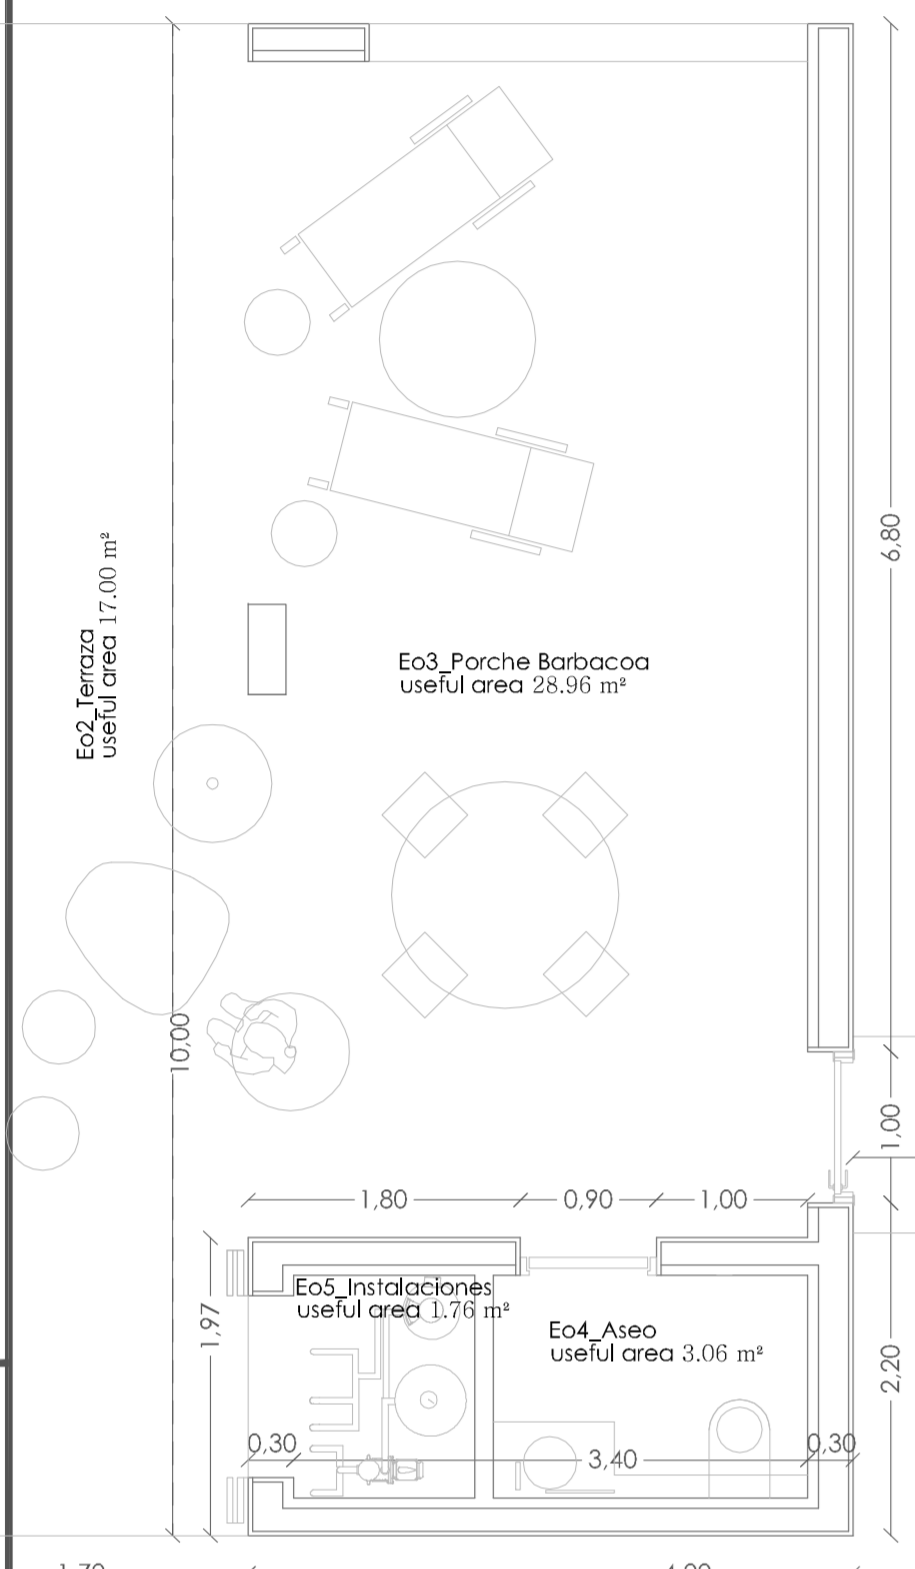 6,80
Eo2_Terraza
useful area 17.00 m²
Eo3_Porche Barbacoa
useful area 28.96 m²
10,00
1,00
1,80
0,90
1,00
1,97
Eo5_Instalaciones
useful area 1.76 m²
Eo4_Aseo
useful area 3.06 m²
2,20
0,30
3,40
0,30